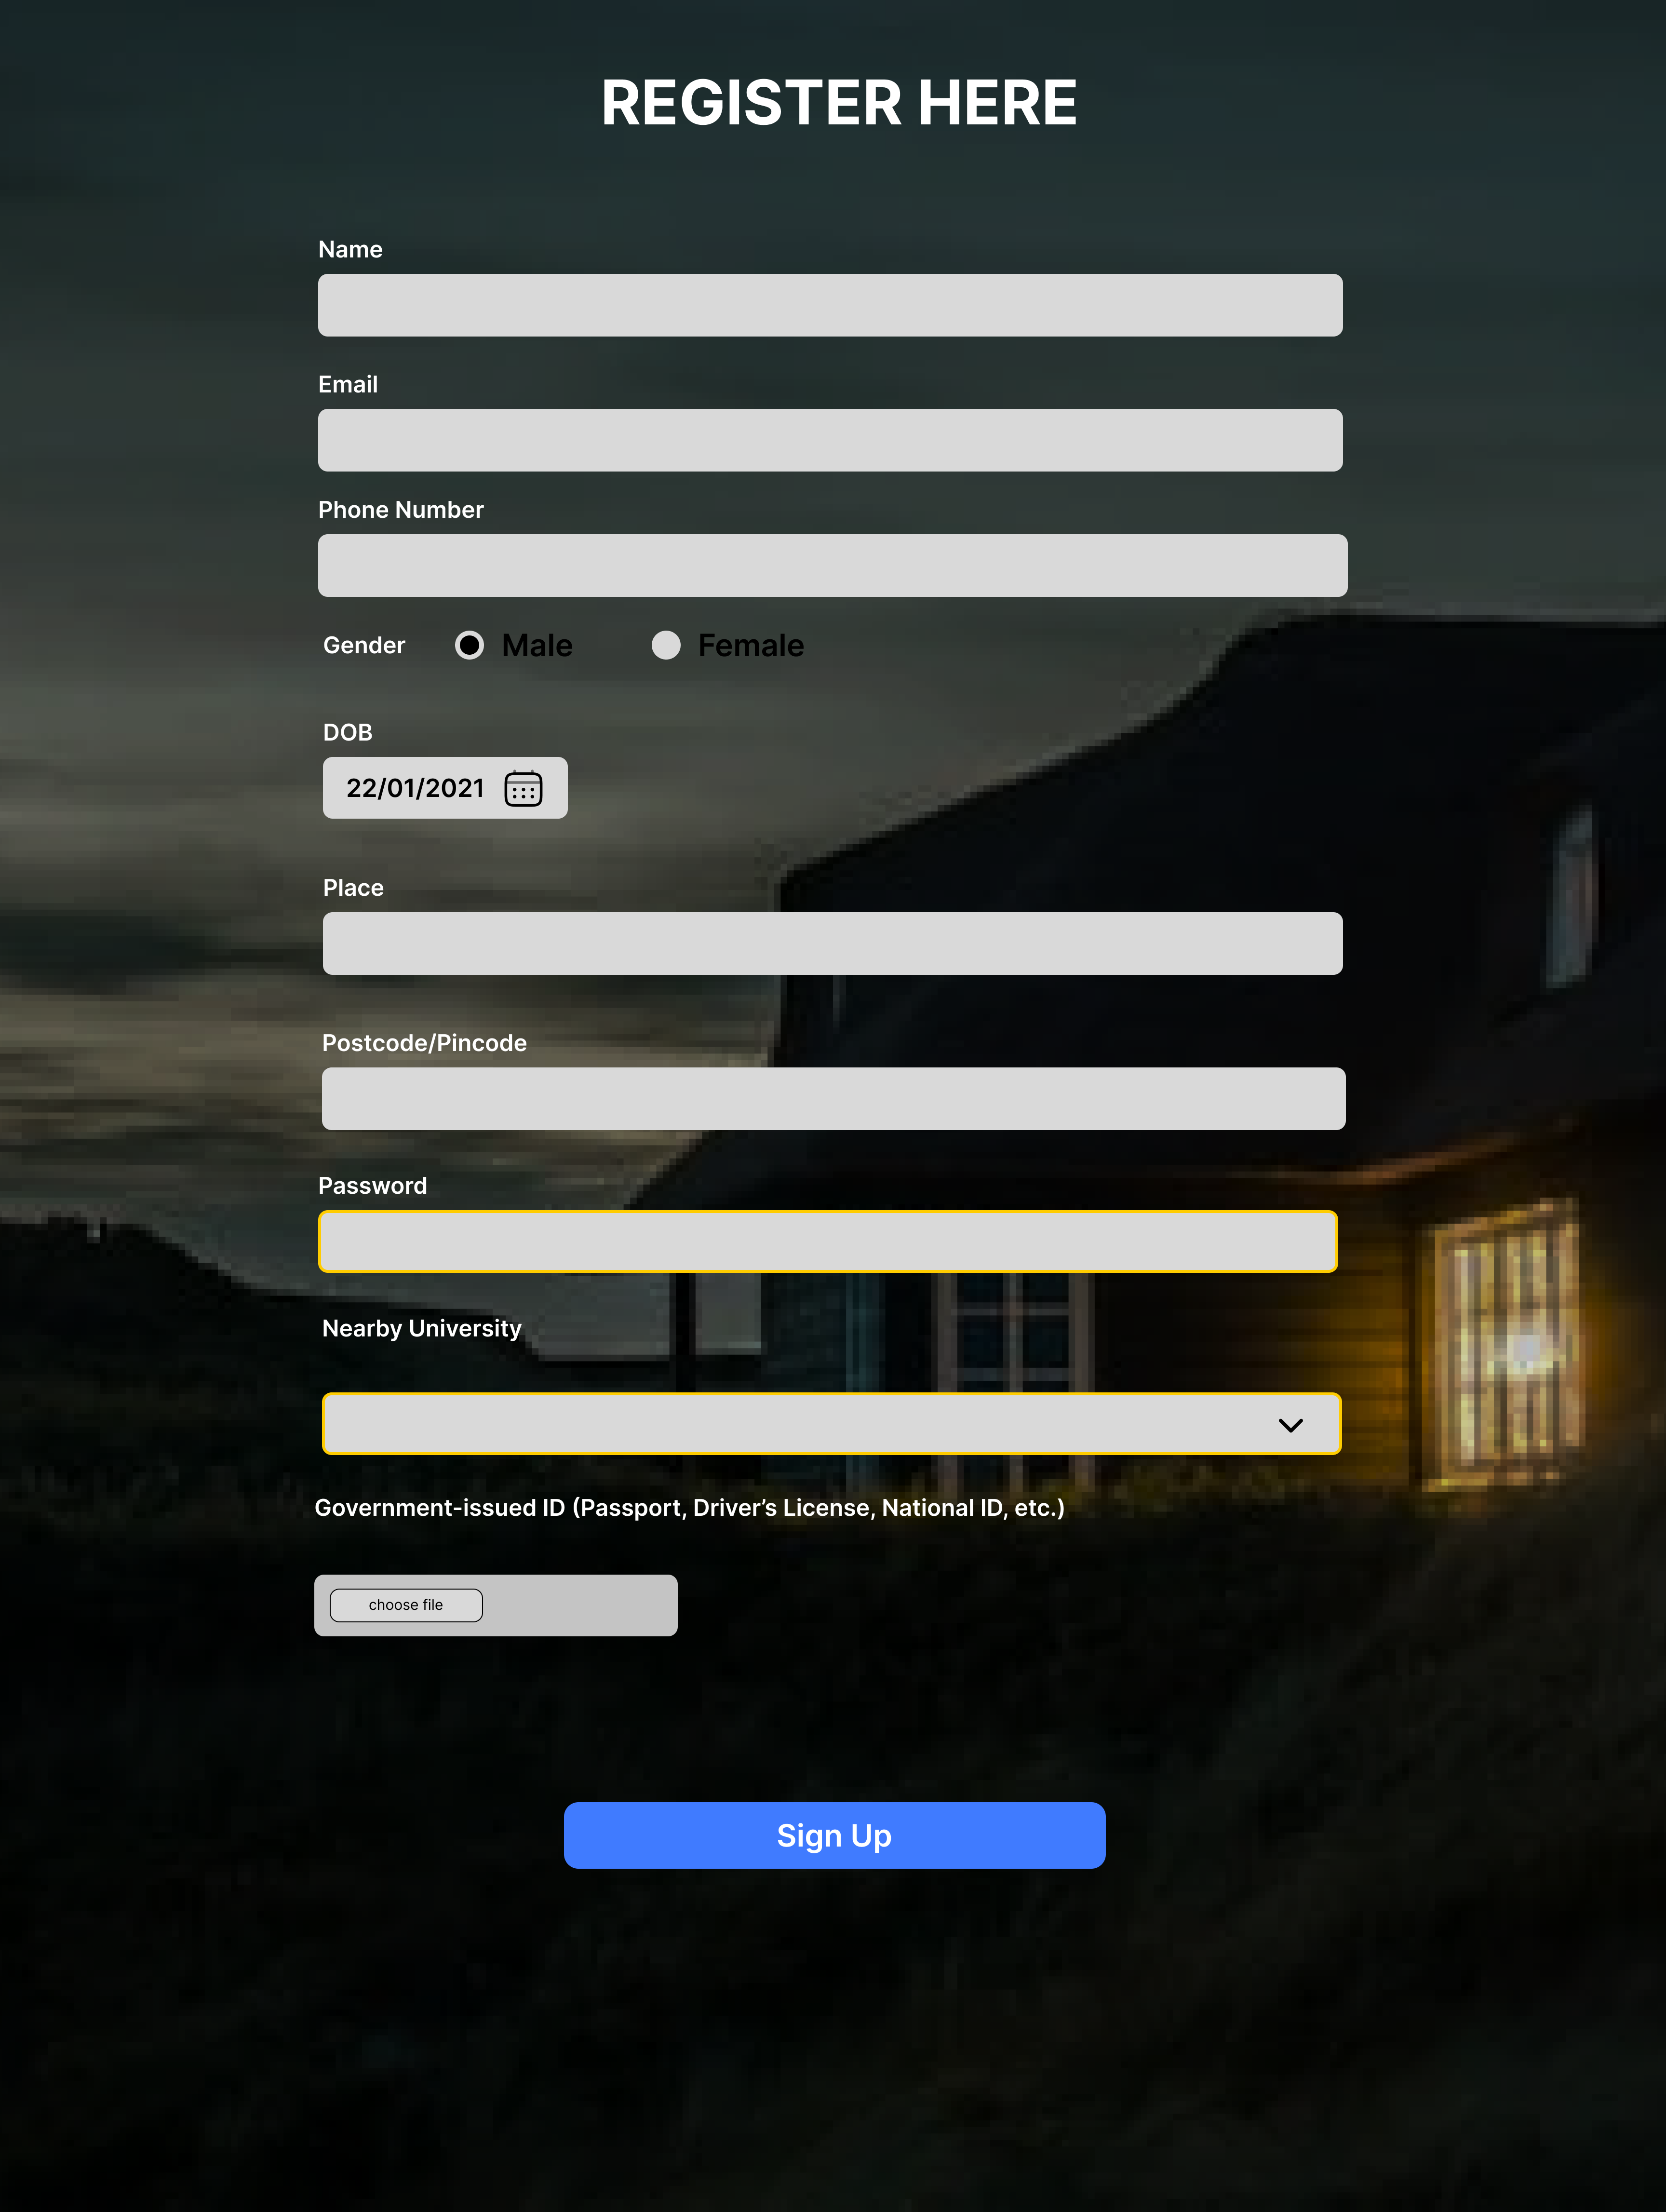 REGISTER HERE
Name
Email
Phone Number
Gender Male Female
DOB
22/01/2021
Place
Postcode/Pincode
Password
Nearby University
Government-issued ID (Passport, Driver’s License, National ID, etc.)
choose file
Sign Up